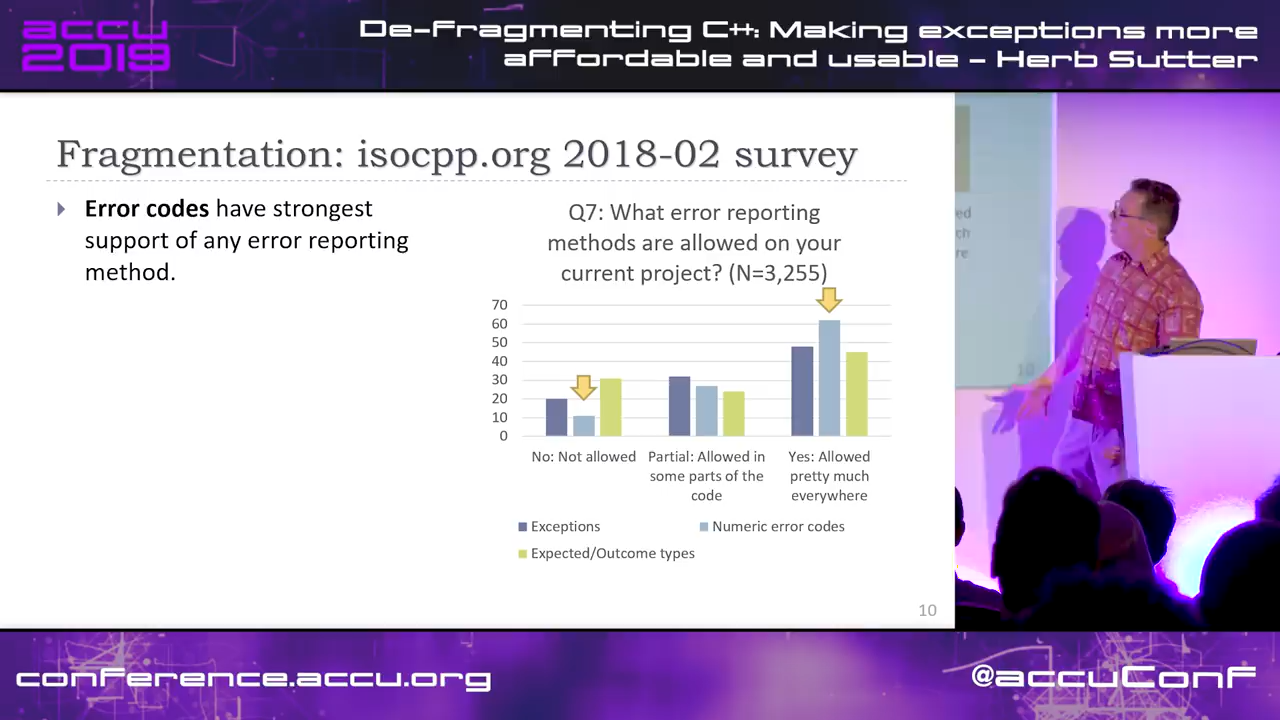 accu
2019
De-Fragmenting C++: Making exceptions more
affordable and usable - Herb Sutter
Fragmentation: isocpp.org 2018-02 survey
Error codes have strongest
support of any error reporting
method.
Q7: What error reporting
methods are allowed on your
current project? (N=3,255)
70
60
50
40
30
20
10
0
No: Not allowed
Partial: Allowed in
some parts of the
code
Yes: Allowed
pretty much
everywhere
Exceptions
Numeric error codes
Expected/Outcome types
10
10
conference.accu.org
@accuConf